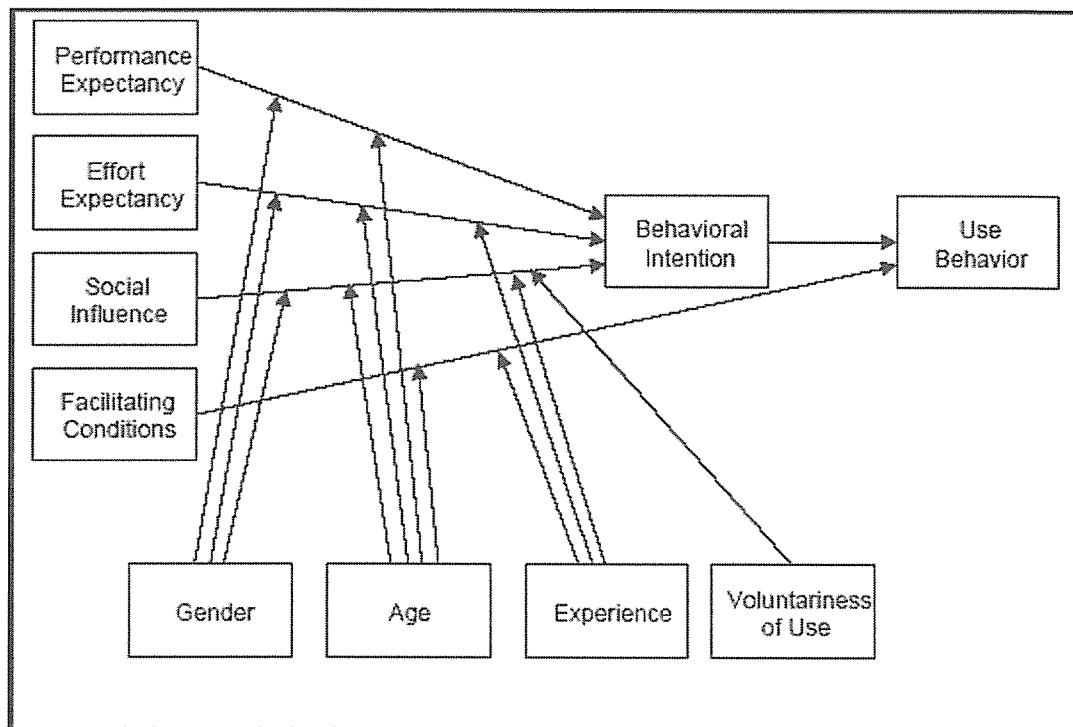 Performance
Expectancy
Effort
Expectancy
Social
Influence
Facilitating
Conditions
Behavioral
Intention
Use
Behavior
Gender
Age
Experience
Voluntariness
of Use